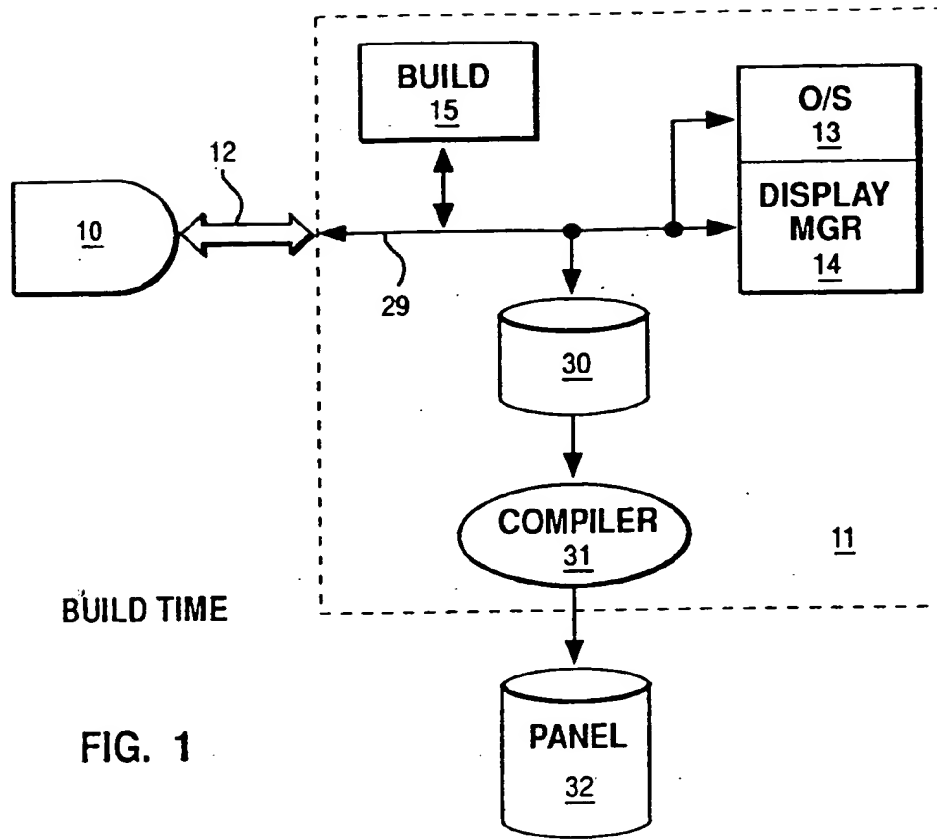 BUILD
15
O/S
13
12
10
DISPLAY
MGR
14
29
30
COMPILER
31
11
BUILD TIME
PANEL
32
FIG. 1